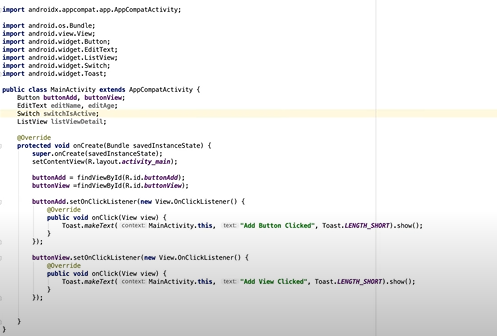 import androidx.appcompat.app.AppCompatActivity;
import android.os.Bundle;
import android.view.View;
import android.widget.Button;
import android.widget.EditText;
import android.widget.ListView;
import android.widget.Switch;
import android.widget.Toast;
public class MainActivity extends AppCompatActivity {
Button buttonAdd, buttonView;
EditText editName, editAge;
Switch switchIsActive;
ListView listViewDetail;
@Override
protected void onCreate(Bundle savedInstanceState) {
super.onCreate(savedInstanceState);
setContentView(R.layout.activity_main);
buttonAdd = findViewById(R.id.buttonAdd);
buttonView =findViewById(R.id.buttonView);
buttonAdd.setOnClickListener(new View.OnClickListener() {
@Override
public void onClick(View view) {
Toast.makeText( context: MainActivity.this, text: "Add Button Clicked", Toast.LENGTH_SHORT).show();
}
});
buttonView.setOnClickListener(new View.OnClickListener() {
@Override
public void onClick(View view) {
Toast.makeText( context: MainActivity.this, text: "Add View Clicked", Toast.LENGTH_SHORT).show();
}
});
}
}